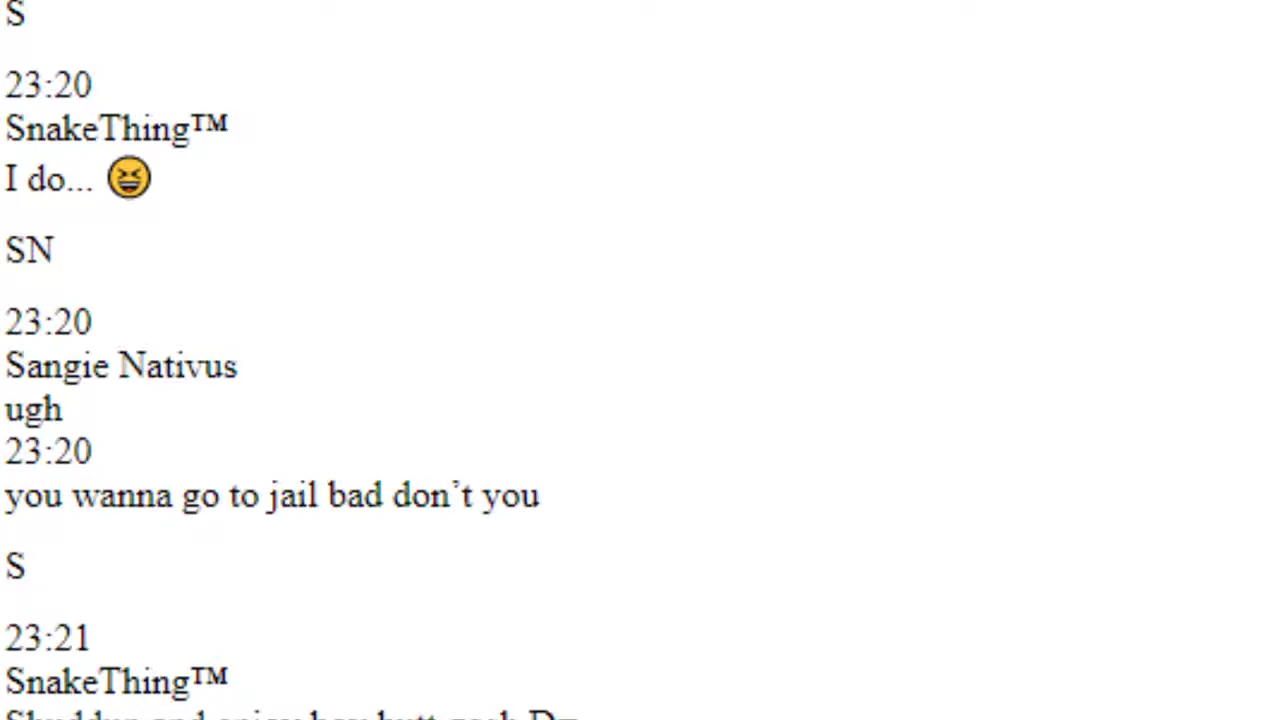 S
23:20
SnakeThing™
I do... 😆
SN
23:20
Sangie Nativus
ugh
23:20
you wanna go to jail bad don’t you
S
23:21
SnakeThing™